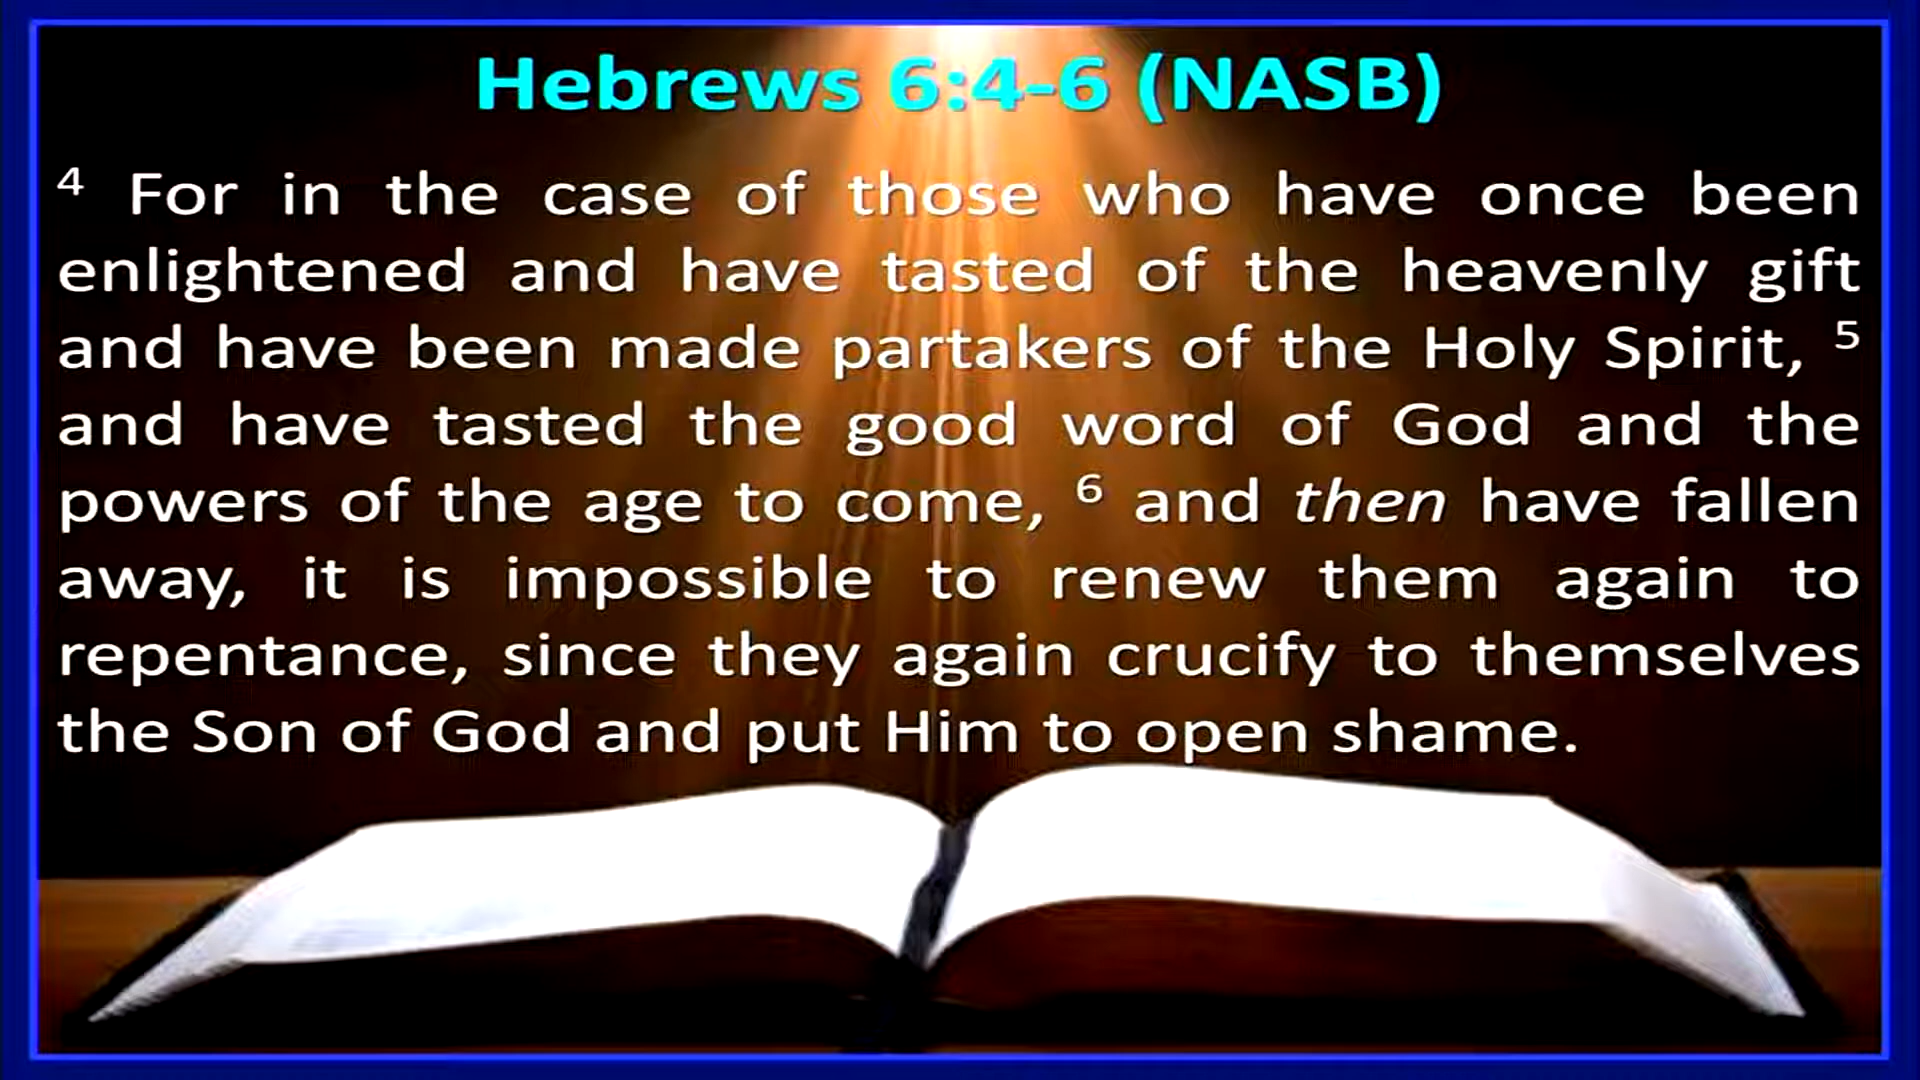 Hebrews 6:4-6 (NASB)
4 For in the case of those who have once been
enlightened and have tasted of the heavenly gift
and have been made partakers of the Holy Spirit, 5
and have tasted the good word of God and the
powers of the age to come, 6 and then have fallen
away, it is impossible to renew them again to
repentance, since they again crucify to themselves
the Son of God and put Him to open shame.